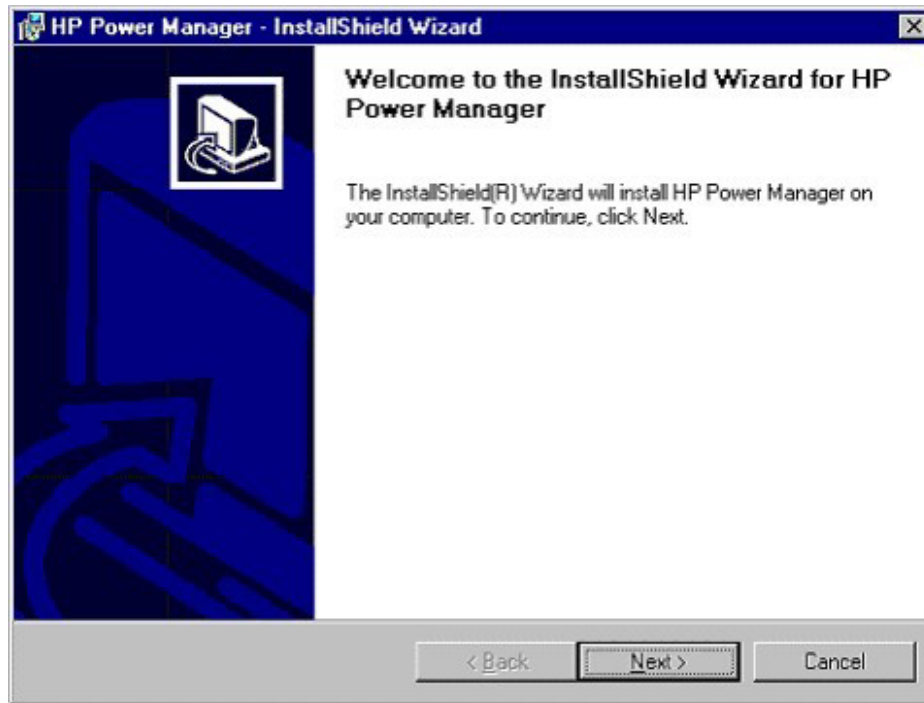 HP Power Manager - InstallShield Wizard
Welcome to the InstallShield Wizard for HP
Power Manager
The InstallShield(R) Wizard will install HP Power Manager on
your computer. To continue, click Next.
< Back
Next >
Cancel